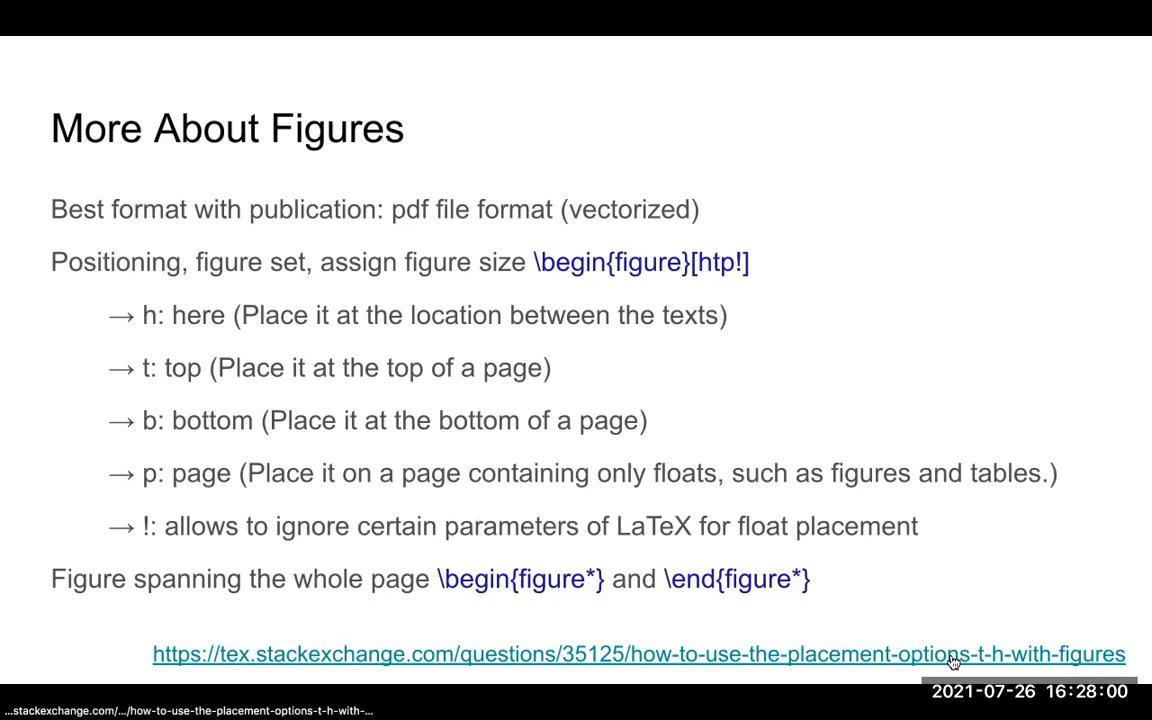 More About Figures
Best format with publication: pdf file format (vectorized)
Positioning, figure set, assign figure size \begin{figure}[htp!]
→ h: here (Place it at the location between the texts)
→ t: top (Place it at the top of a page)
→ b: bottom (Place it at the bottom of a page)
→ p: page (Place it on a page containing only floats, such as figures and tables.)
→ !: allows to ignore certain parameters of LaTeX for float placement
Figure spanning the whole page \begin{figure*} and \end{figure*}
https://tex.stackexchange.com/questions/35125/how-to-use-the-placement-options-t-h-with-figures
2021-07-26 16:28:00
...stackexchange.com/.../how-to-use-the-placement-options-t-h-with-...